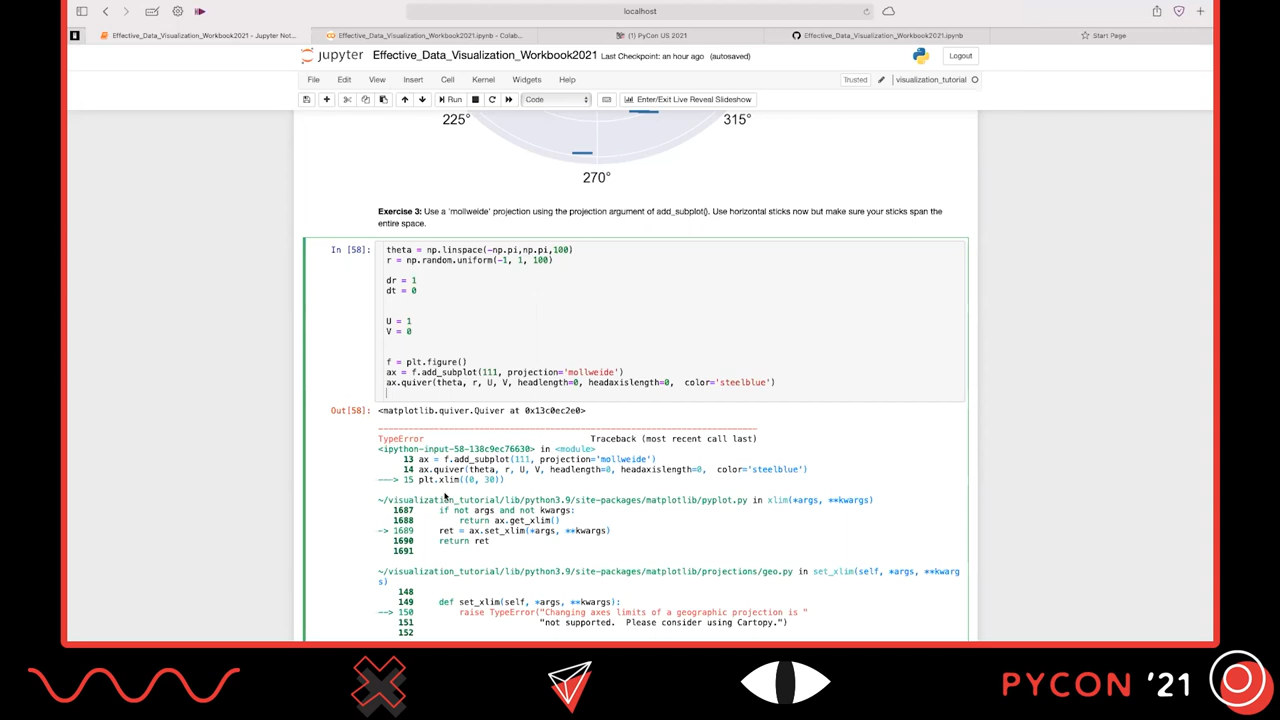 localhost
Effective_Data_Visualization_Workbook2021 - Jupyter Not...
Effective_Data_Visualization_Workbook2021.ipynb - Colab...
(1) PyCon US 2021
Effective_Data_Visualization_Workbook2021.ipynb
Start Page
jupyter Effective_Data_Visualization_Workbook2021 Last Checkpoint: an hour ago (autosaved)
Logout
File Edit View Insert Cell Kernel Widgets Help
Trusted visualization_tutorial
Run Code Enter/Exit Live Reveal Slideshow
225° 315°
270°
Exercise 3: Use a 'mollweide' projection using the projection argument of add_subplot(). Use horizontal sticks now but make sure your sticks span the
entire space.
In [58]: theta = np.linspace(-np.pi,np.pi,100)
r = np.random.uniform(-1, 1, 100)
dr = 1
dt = 0
U = 1
V = 0
f = plt.figure()
ax = f.add_subplot(111, projection='mollweide')
ax.quiver(theta, r, U, V, headlength=0, headaxislength=0,  color='steelblue')
Out[58]: <matplotlib.quiver.Quiver at 0x13c0ec2e0>
---------------------------------------------------------------------------
TypeError Traceback (most recent call last)
<ipython-input-58-138c9ec76630> in <module>
13 ax = f.add_subplot(111, projection='mollweide')
14 ax.quiver(theta, r, U, V, headlength=0, headaxislength=0,  color='steelblue')
---> 15 plt.xlim((0, 30))
~/visualization_tutorial/lib/python3.9/site-packages/matplotlib/pyplot.py in xlim(*args, **kwargs)
1687 if not args and not kwargs:
1688 return ax.get_xlim()
-> 1689 ret = ax.set_xlim(*args, **kwargs)
1690 return ret
1691
~/visualization_tutorial/lib/python3.9/site-packages/matplotlib/projections/geo.py in set_xlim(self, *args, **kwarg
s)
148
149 def set_xlim(self, *args, **kwargs):
--> 150 raise TypeError("Changing axes limits of a geographic projection is "
151 "not supported.  Please consider using Cartopy.")
152
PYCON '21